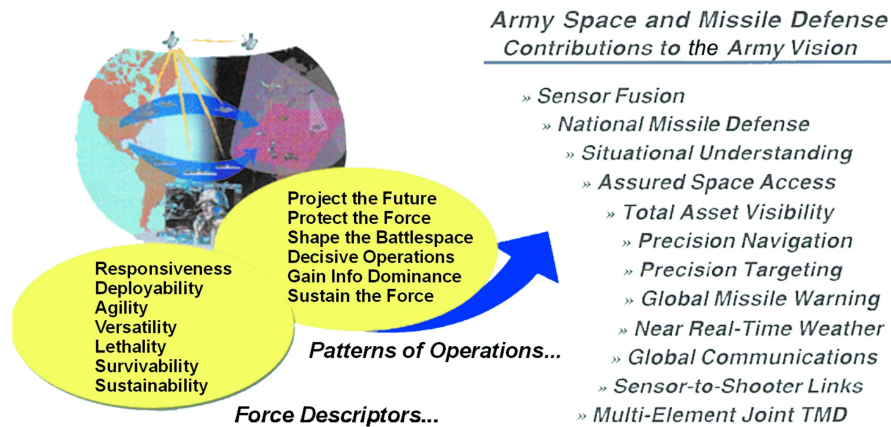 Army Space and Missile Defense
Contributions to the Army Vision
» Sensor Fusion
» National Missile Defense
» Situational Understanding
» Assured Space Access
» Total Asset Visibility
» Precision Navigation
» Precision Targeting
» Global Missile Warning
» Near Real-Time Weather
» Global Communications
» Sensor-to-Shooter Links
» Multi-Element Joint TMD
Project the Future
Protect the Force
Shape the Battlespace
Decisive Operations
Gain Info Dominance
Sustain the Force
Patterns of Operations...
Responsiveness
Deployability
Agility
Versatility
Lethality
Survivability
Sustainability
Force Descriptors...